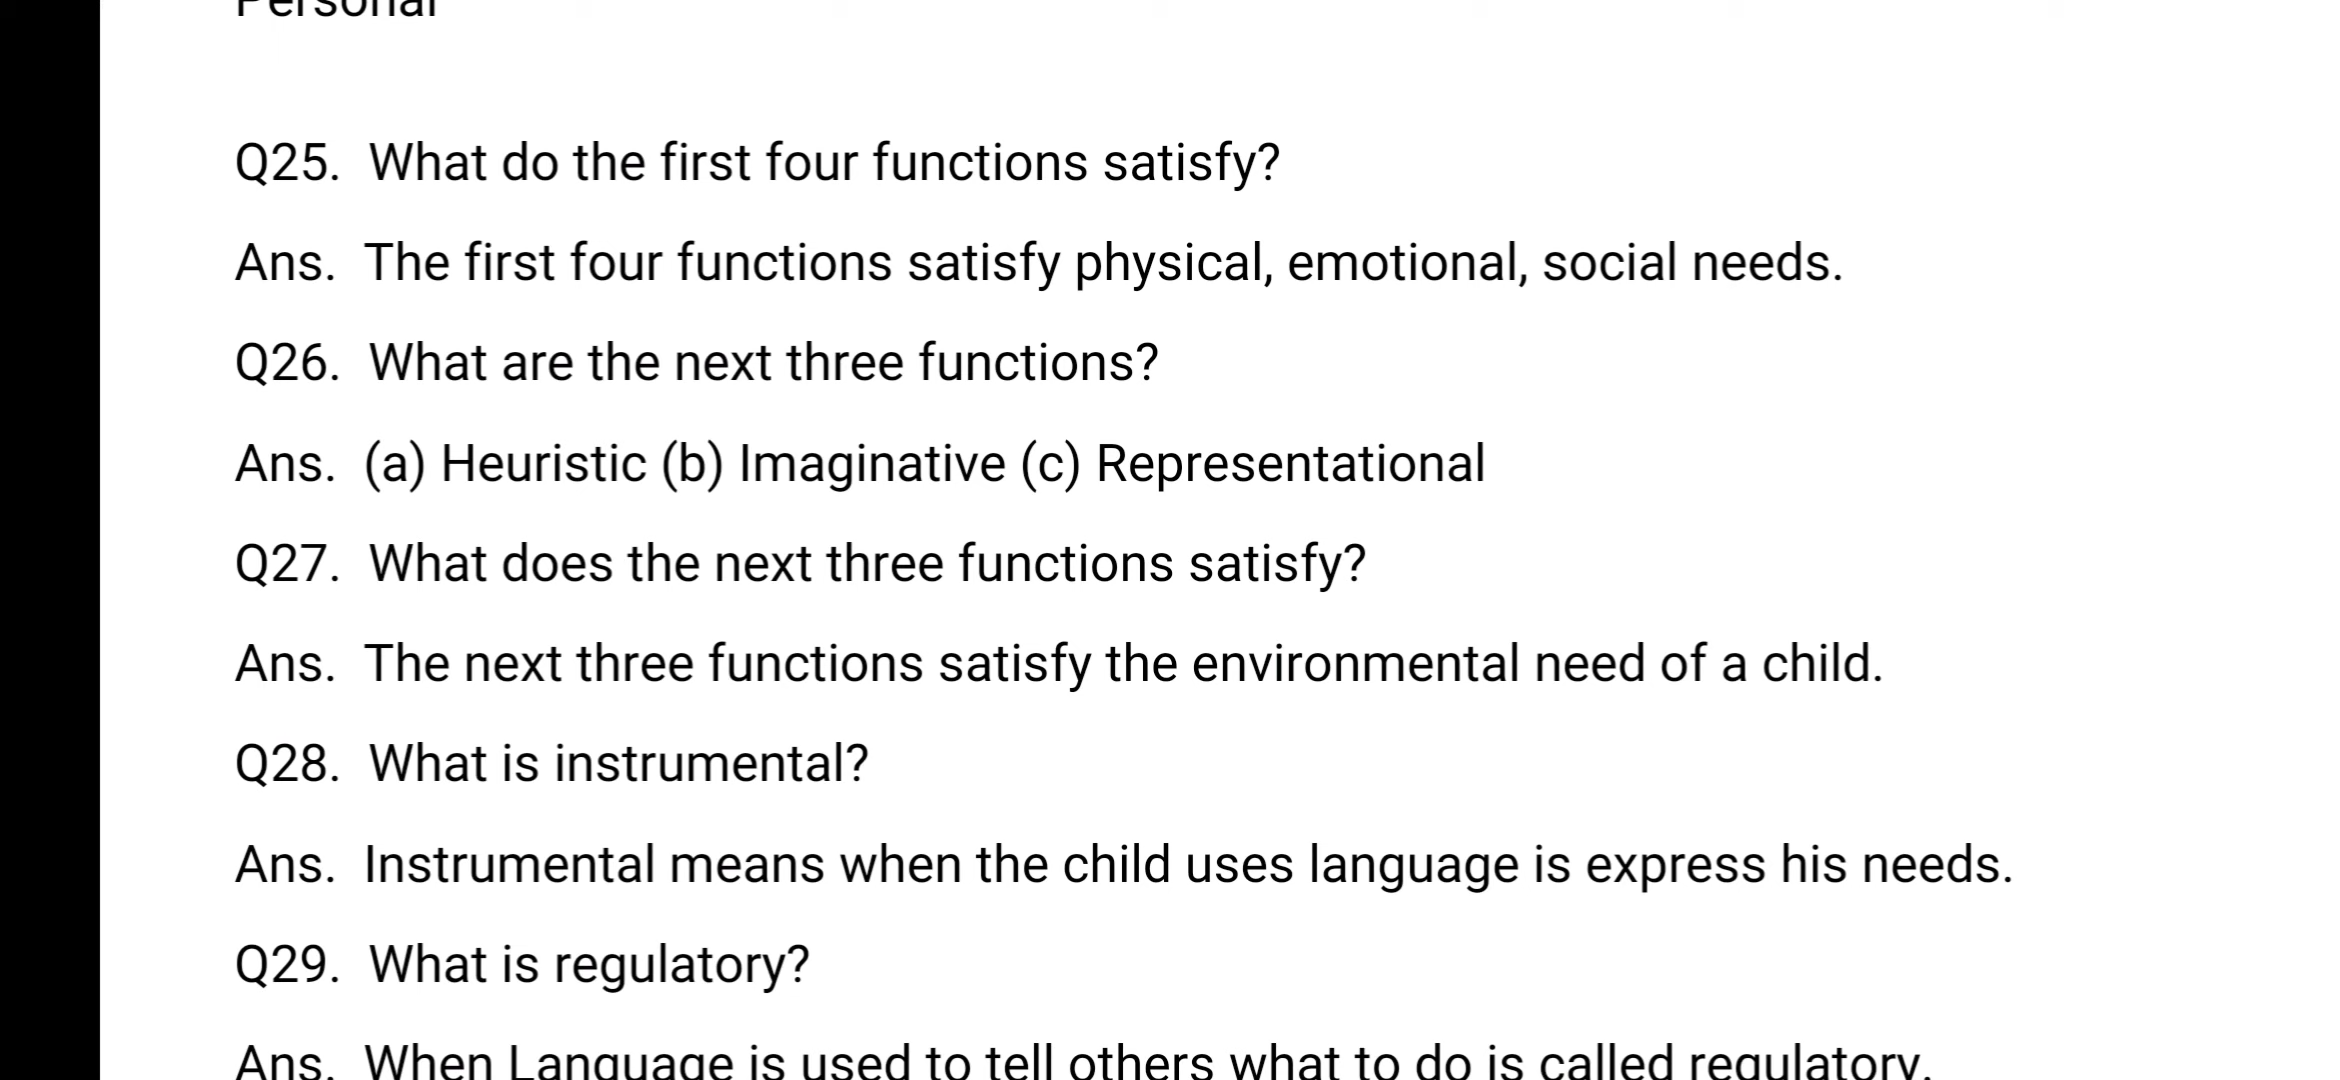 Personal
Q25. What do the first four functions satisfy?
Ans. The first four functions satisfy physical, emotional, social needs.
Q26. What are the next three functions?
Ans. (a) Heuristic (b) Imaginative (c) Representational
Q27. What does the next three functions satisfy?
Ans. The next three functions satisfy the environmental need of a child.
Q28. What is instrumental?
Ans. Instrumental means when the child uses language is express his needs.
Q29. What is regulatory?
Ans. When Language is used to tell others what to do is called regulatory.